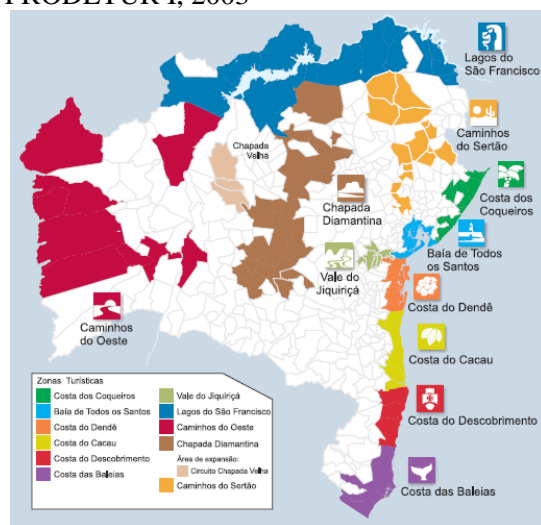 PRODETUR I, 2005
Lagos do
São Francisco
Caminhos
do Sertão
Chapada
Velha
Costa dos
Coqueiros
Chapada
Diamantina
Baía de Todos
os Santos
Vale do
Jiquiriçá
Costa do Dendê
Caminhos
do Oeste
Costa do Cacau
Costa do Descobrimento
Costa das Baleias
Zonas Turísticas
Costa dos Coqueiros
Baía de Todos os Santos
Costa do Dendê
Costa do Cacau
Costa do Descobrimento
Costa das Baleias
Vale do Jiquiriçá
Lagos do São Francisco
Caminhos do Oeste
Chapada Diamantina
Área de expansão:
Circuito Chapada Velha
Caminhos do Sertão